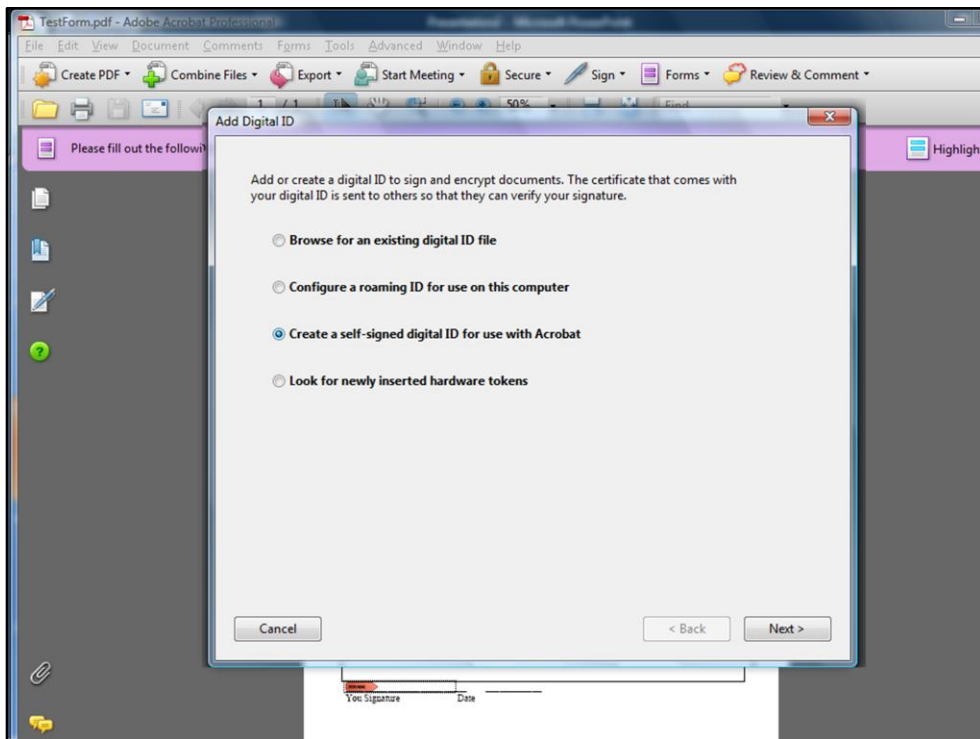 TestForm.pdf - Adobe Acrobat Professional
File Edit View Document Comments Forms Tools Advanced Window Help
Create PDF Combine Files Export Start Meeting Secure Sign Forms Review & Comment
1 / 1 50% Find
Add Digital ID
Please fill out the followi
Highligh
Add or create a digital ID to sign and encrypt documents. The certificate that comes with
your digital ID is sent to others so that they can verify your signature.
Browse for an existing digital ID file
Configure a roaming ID for use on this computer
Create a self-signed digital ID for use with Acrobat
Look for newly inserted hardware tokens
Cancel < Back Next >
You Signature Date